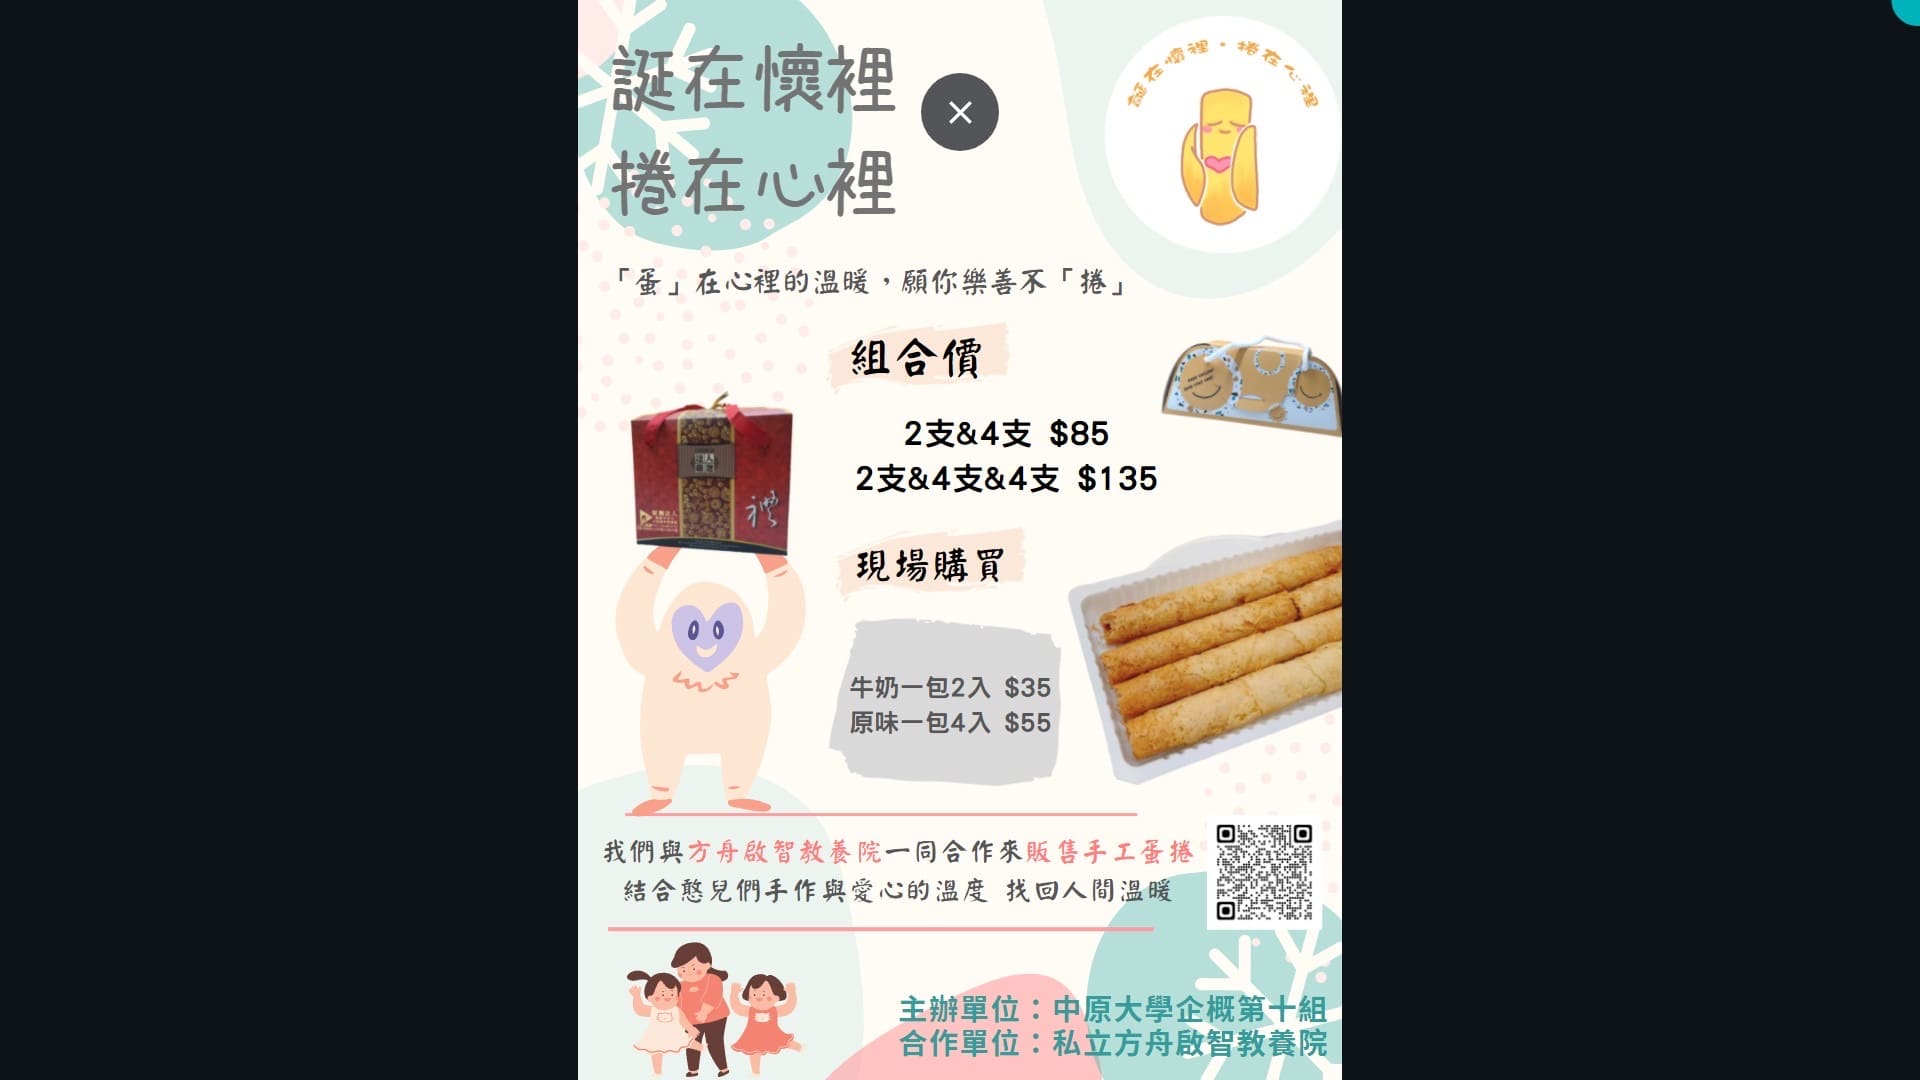 誕在懷裡
捲在心裡
誕在懷裡・捲在心裡
「蛋」在心裡的溫暖，願你樂善不「捲」
組合價
2支&4支 $85
2支&4支&4支 $135
禮
現場購買
牛奶一包2入 $35
原味一包4入 $55
我們與方舟啟智教養院一同合作來販售手工蛋捲
結合憨兒們手作與愛心的溫度 找回人間溫暖
主辦單位：中原大學企概第十組
合作單位：私立方舟啟智教養院